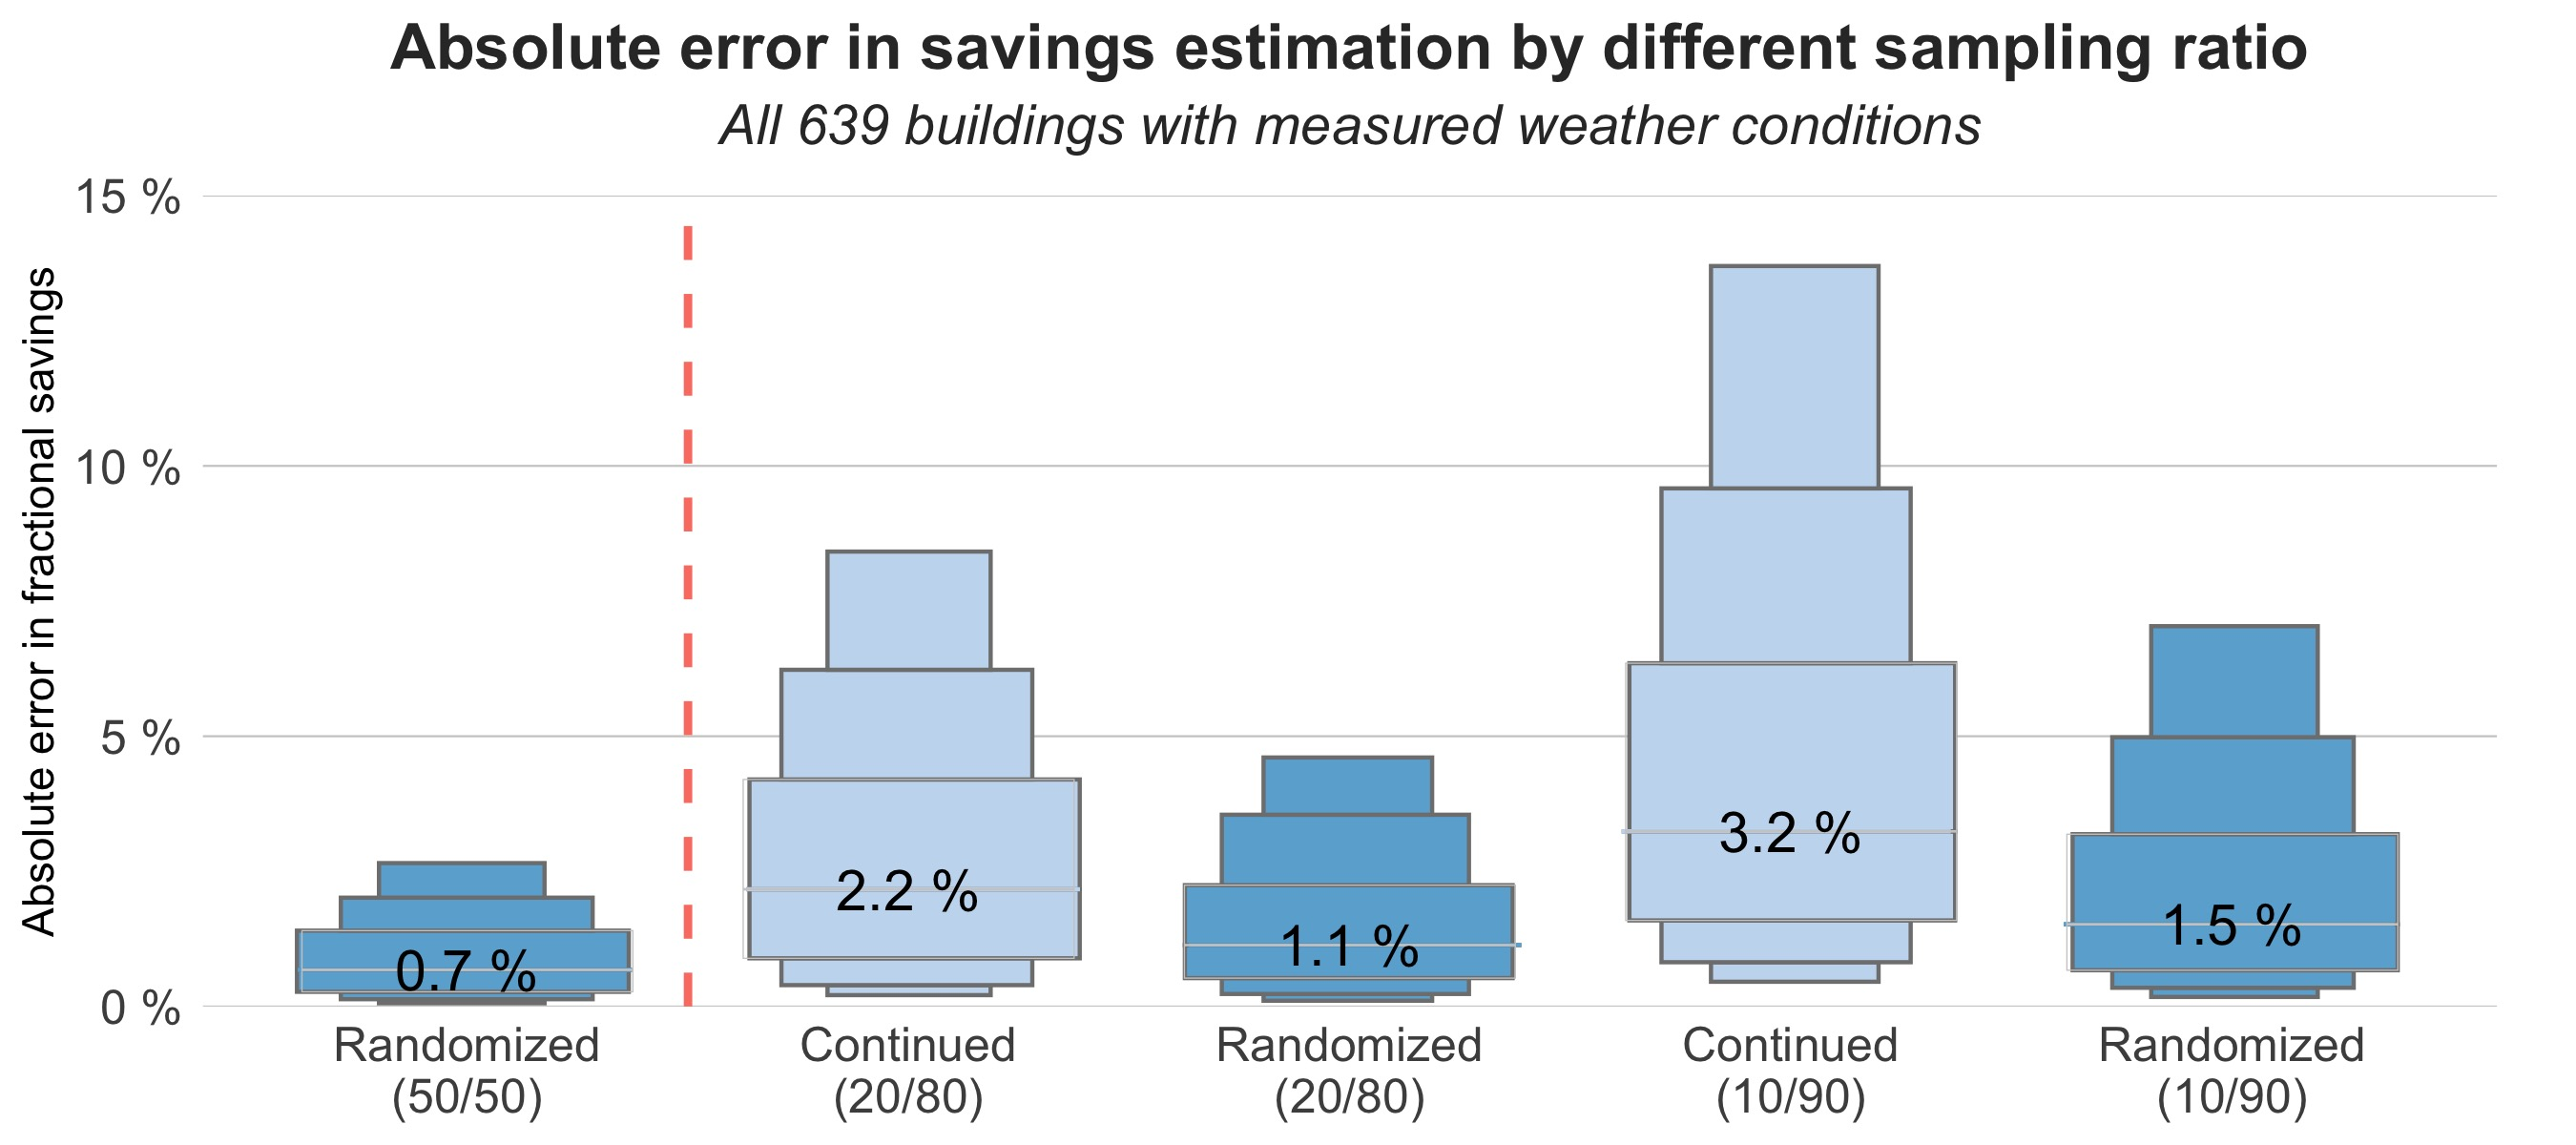 Absolute error in savings estimation by different sampling ratio
All 639 buildings with measured weather conditions
Absolute error in fractional savings
15 %
10 %
5 %
0 %
0.7 %
2.2 %
1.1 %
3.2 %
1.5 %
Randomized
(50/50)
Continued
(20/80)
Randomized
(20/80)
Continued
(10/90)
Randomized
(10/90)